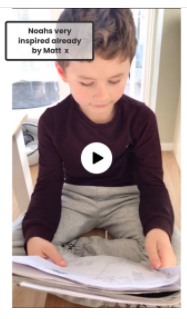 Noahs very
inspired already
by Matt x